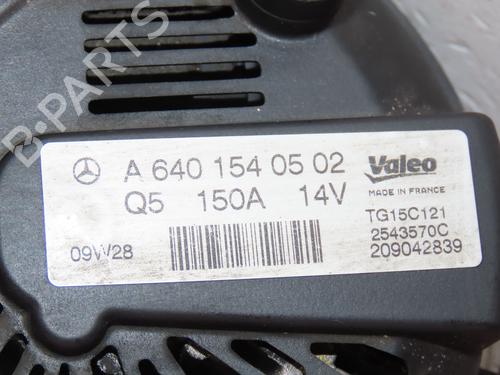 B-PARTS
A 640 154 05 02
Q5 150A 14V
09W28
Valeo
MADE IN FRANCE
TG15C121
2543570C
209042839